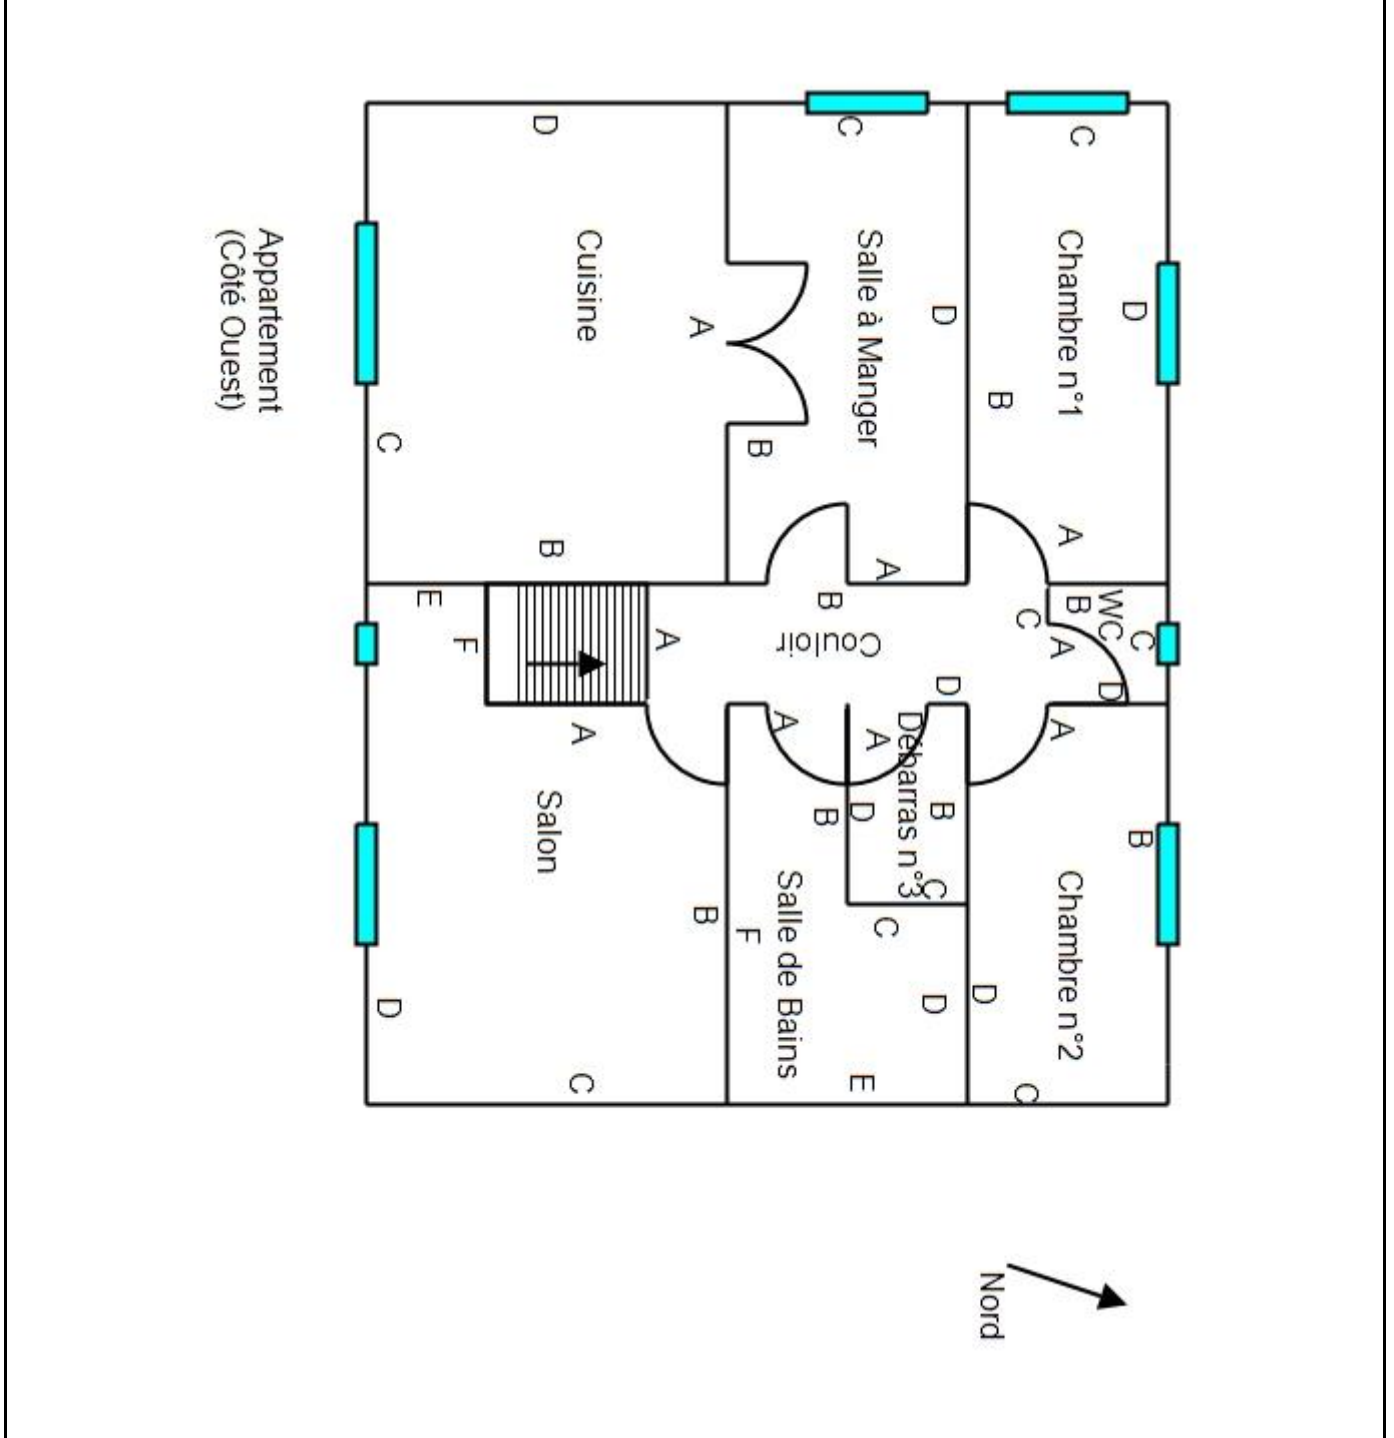 D
C
C
Appartement
(Côté Ouest)
Cuisine
Salle à Manger
Chambre n°1
D
D
A
B
C
B
A
B
A
E
F
A
B
Couloir
C
B
WC
C
A
D
D
A
Salon
A
A
Débarras n°3
B
D
B
C
A
B
Chambre n°2
B
F
Salle de Bains
C
D
D
D
C
E
C
Nord